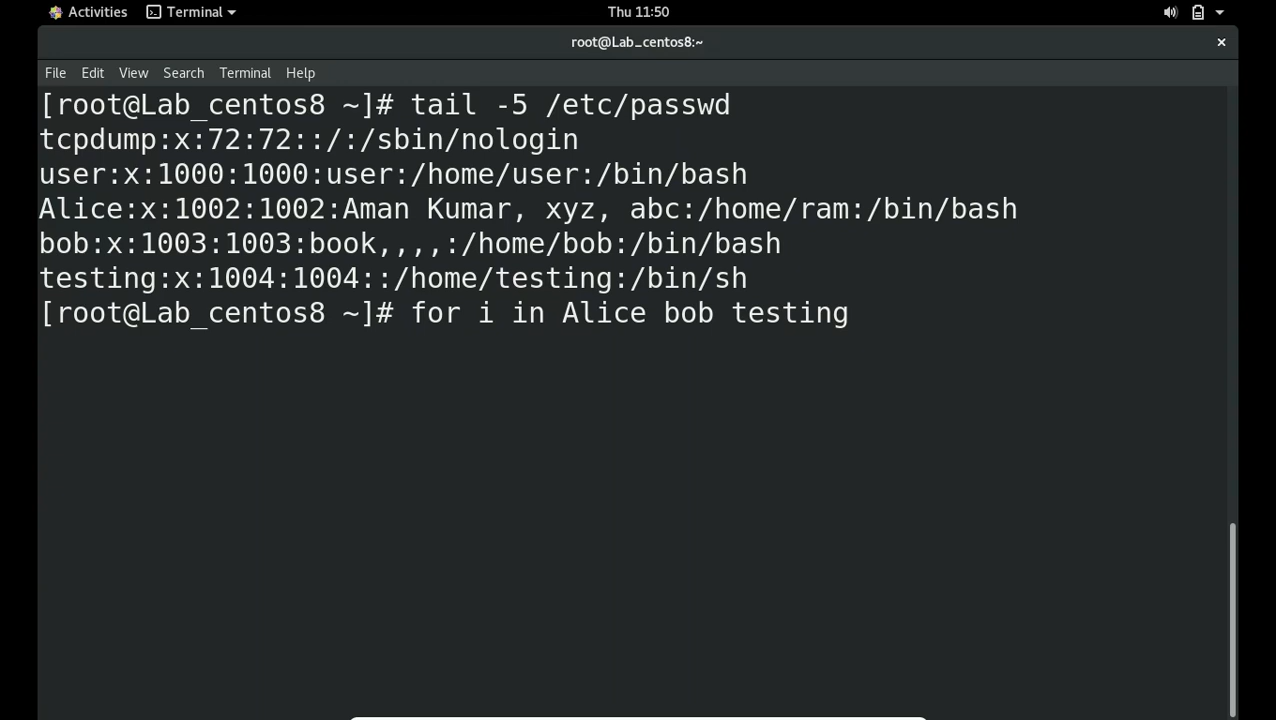 Activities Terminal Thu 11:50
root@Lab_centos8:~ ×
File Edit View Search Terminal Help
[root@Lab_centos8 ~]# tail -5 /etc/passwd
tcpdump:x:72:72::/:/sbin/nologin
user:x:1000:1000:user:/home/user:/bin/bash
Alice:x:1002:1002:Aman Kumar, xyz, abc:/home/ram:/bin/bash
bob:x:1003:1003:book,,,,:/home/bob:/bin/bash
testing:x:1004:1004::/home/testing:/bin/sh
[root@Lab_centos8 ~]# for i in Alice bob testing